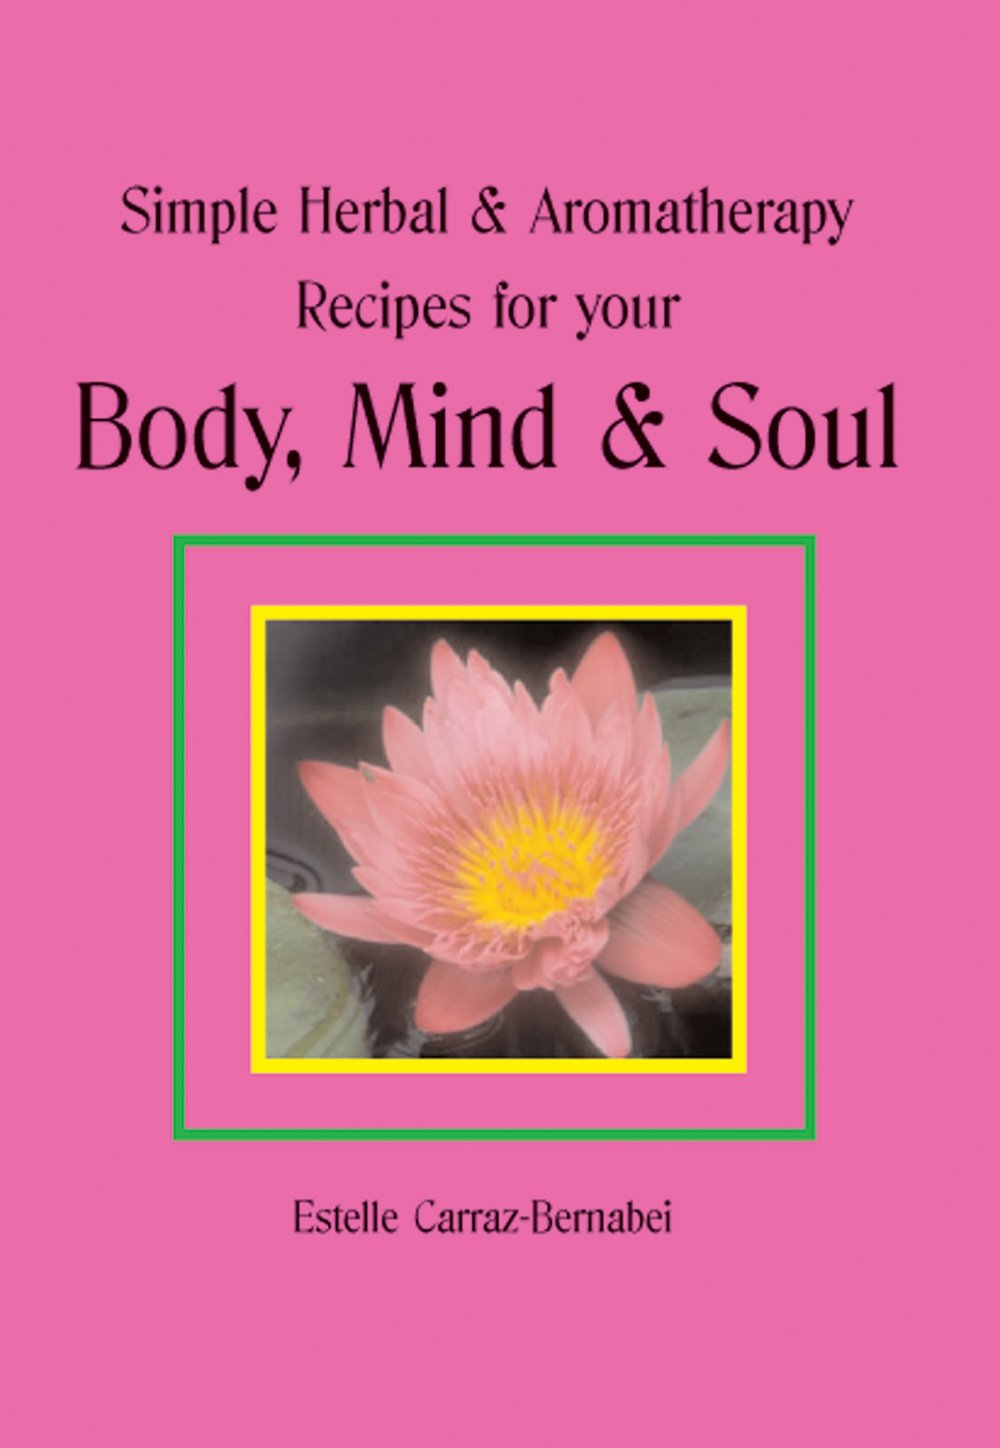 Simple Herbal & Aromatherapy
Recipes for your
Body, Mind & Soul
Estelle Carraz-Bernabei